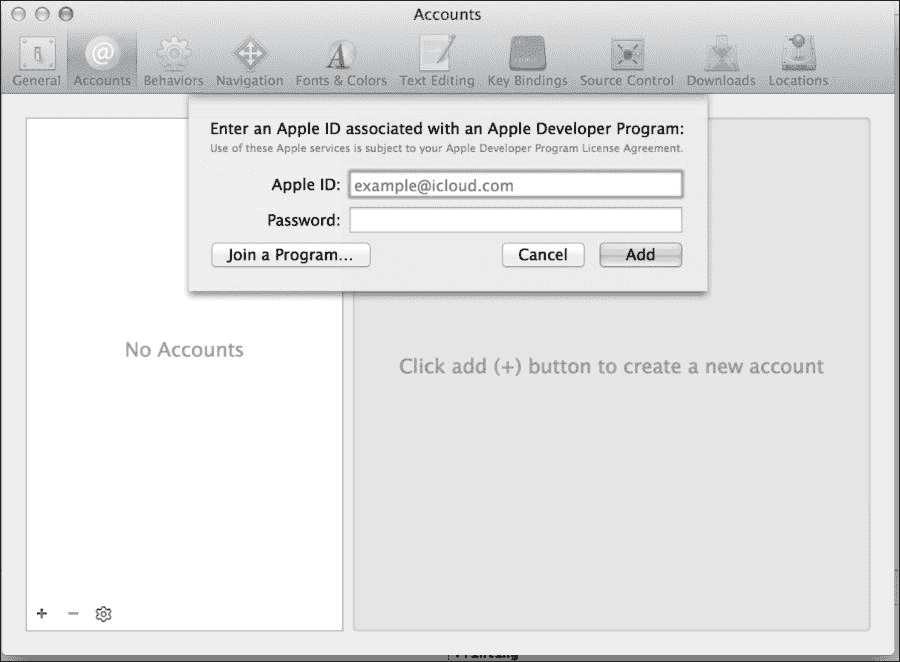 Accounts
General Accounts Behaviors Navigation Fonts & Colors Text Editing Key Bindings Source Control Downloads Locations
Enter an Apple ID associated with an Apple Developer Program:
Use of these Apple services is subject to your Apple Developer Program License Agreement.
Apple ID: example@icloud.com
Password:
Join a Program... Cancel Add
No Accounts
Click add (+) button to create a new account